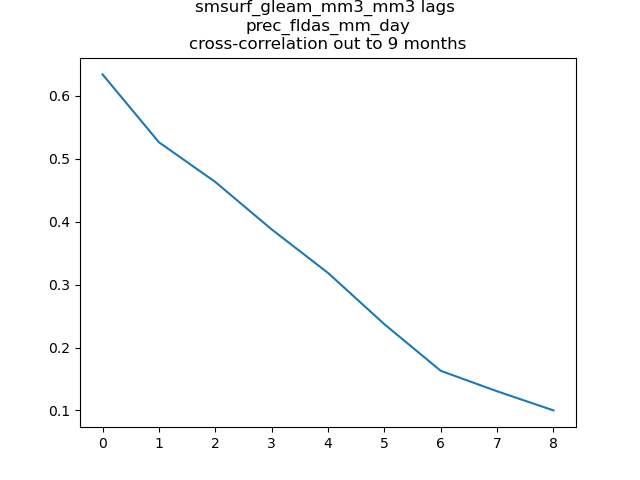 smsurf_gleam_mm3_mm3 lags
prec_fldas_mm_day
cross-correlation out to 9 months
0.6
0.5
0.4
0.3
0.2
0.1
0 1 2 3 4 5 6 7 8